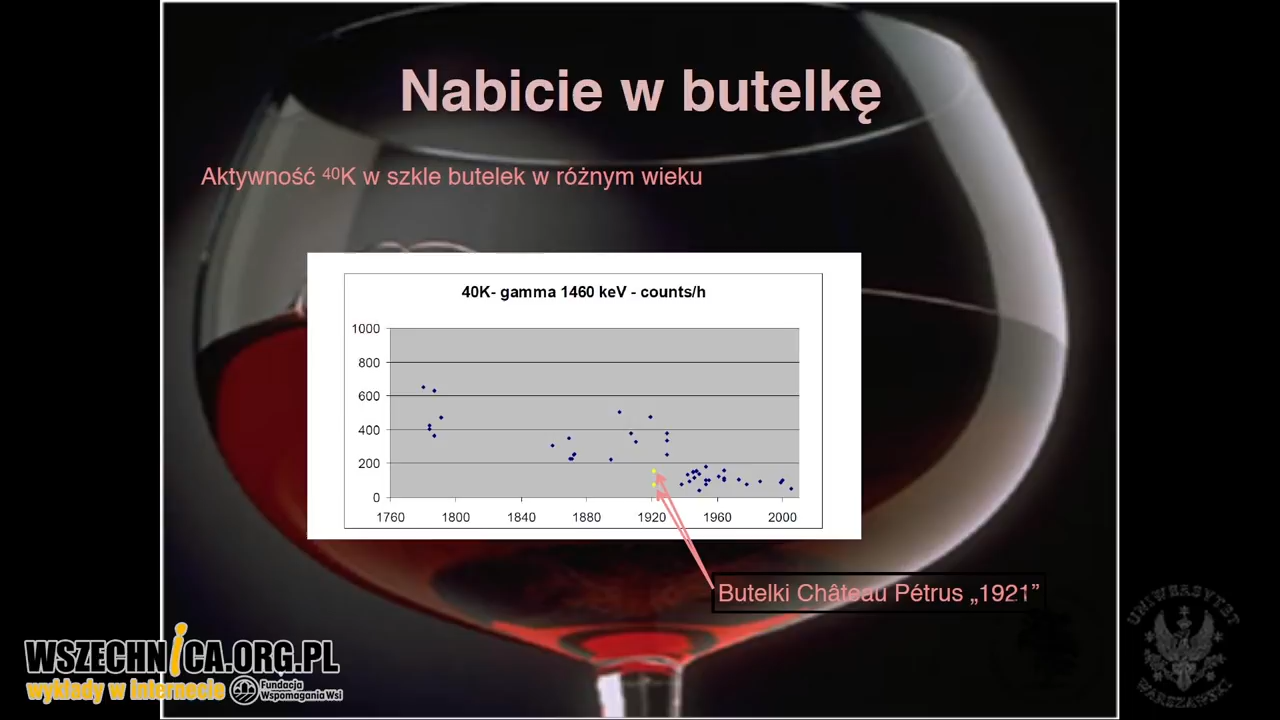 Nabicie w butelkę
Aktywność ⁴⁰K w szkle butelek w różnym wieku
40K- gamma 1460 keV - counts/h
1000
800
600
400
200
0
1760 1800 1840 1880 1920 1960 2000
Butelki Château Pétrus „1921”
WSZECHNICA.ORG.PL
wykłady w internecie
Fundacja
Wspomagania Wsi
UNIWERSYTET
WARSZAWSKI